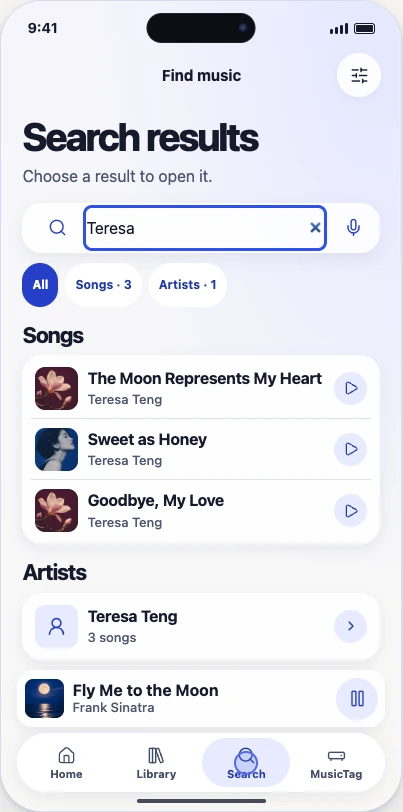 9:41
Find music
Search results
Choose a result to open it.
Teresa
All
Songs · 3
Artists · 1
Songs
The Moon Represents My Heart
Teresa Teng
Sweet as Honey
Teresa Teng
Goodbye, My Love
Teresa Teng
Artists
Teresa Teng
3 songs
Fly Me to the Moon
Frank Sinatra
Home
Library
Search
MusicTag